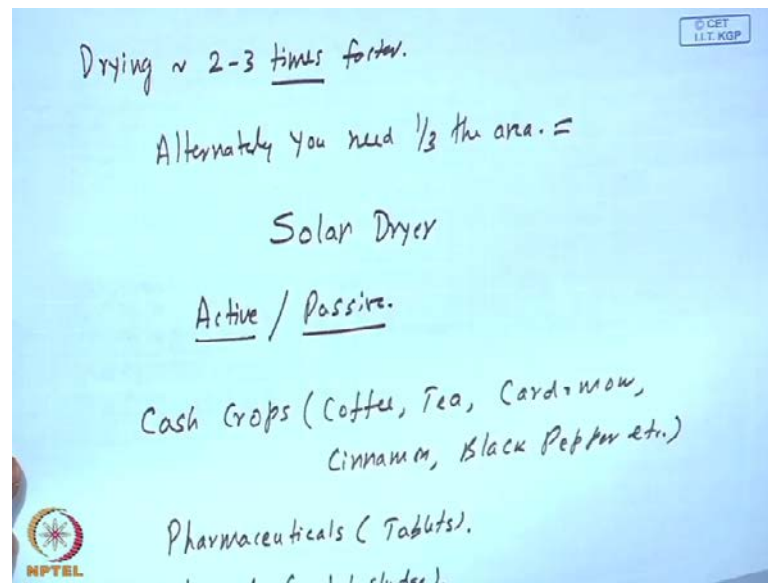 © CET
I.I.T. KGP
Drying ~ 2-3 times faster.
Alternately you need 1/3 the area. =
Solar Dryer
Active / Passive.
Cash Crops (Coffee, Tea, Cardamom,
Cinnamon, Black Pepper etc.)
Pharmaceuticals (Tablets).
NPTEL